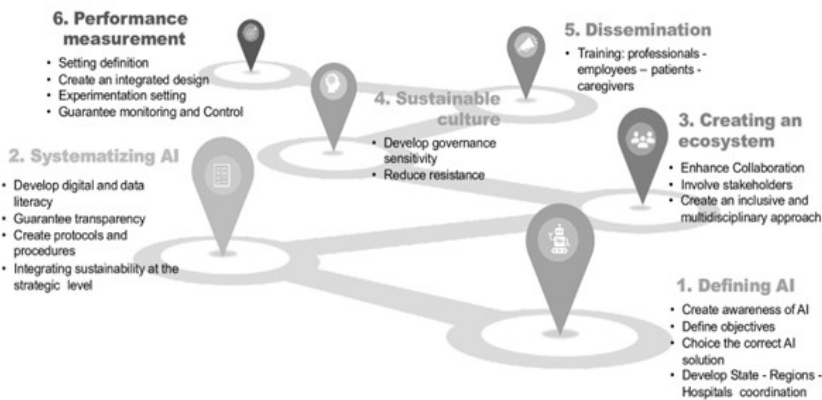 6. Performance
measurement
• Setting definition
• Create an integrated design
• Experimentation setting
• Guarantee monitoring and Control
5. Dissemination
• Training: professionals -
employees – patients -
caregivers
4. Sustainable
culture
• Develop governance
sensitivity
• Reduce resistance
3. Creating an
ecosystem
• Enhance Collaboration
• Involve stakeholders
• Create an inclusive and
multidisciplinary approach
2. Systematizing AI
• Develop digital and data
literacy
• Guarantee transparency
• Create protocols and
procedures
• Integrating sustainability at the
strategic level
1. Defining AI
• Create awareness of AI
• Define objectives
• Choice the correct AI
solution
• Develop State - Regions -
Hospitals coordination